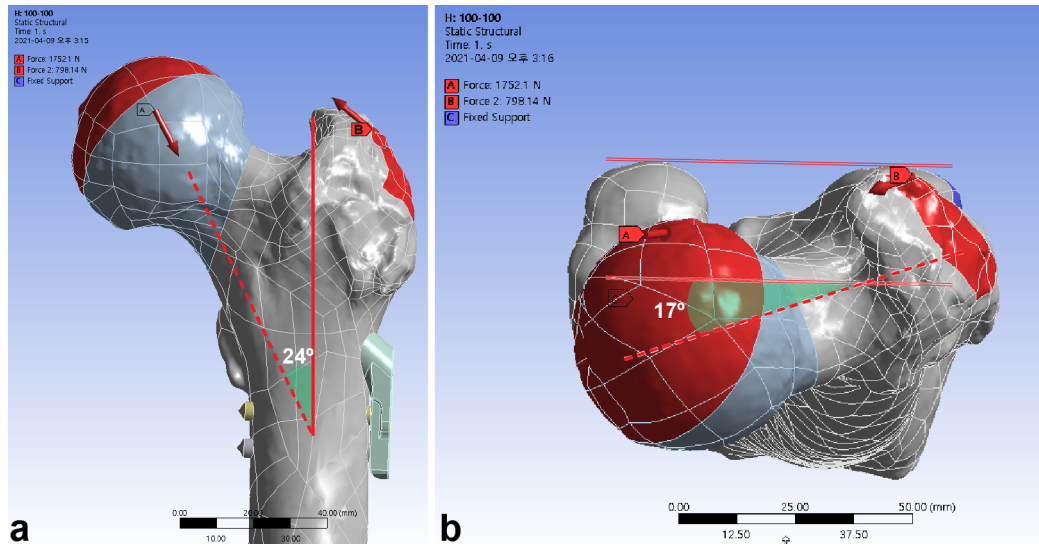 H: 100-100
Static Structural
Time: 1. s
2021-04-09 오후 3:15
A Force: 1752.1 N
B Force 2: 798.14 N
C Fixed Support
A
B
24º
0.00 20.00 40.00 (mm)
10.00 30.00
a
H: 100-100
Static Structural
Time: 1. s
2021-04-09 오후 3:16
A Force: 1752.1 N
B Force 2: 798.14 N
C Fixed Support
B
A
17º
0.00 25.00 50.00 (mm)
12.50 37.50
b